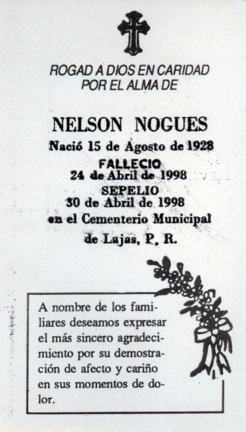 ROGAD A DIOS EN CARIDAD
POR EL ALMA DE
NELSON NOGUES
Nació 15 de Agosto de 1928
FALLECIO
24 de Abril de 1998
SEPELIO
30 de Abril de 1998
en el Cementerio Municipal
de Lajas, P. R.
A nombre de los fami-
liares deseamos expresar
el más sincero agradeci-
miento por su demostra-
ción de afecto y cariño
en sus momentos de do-
lor.